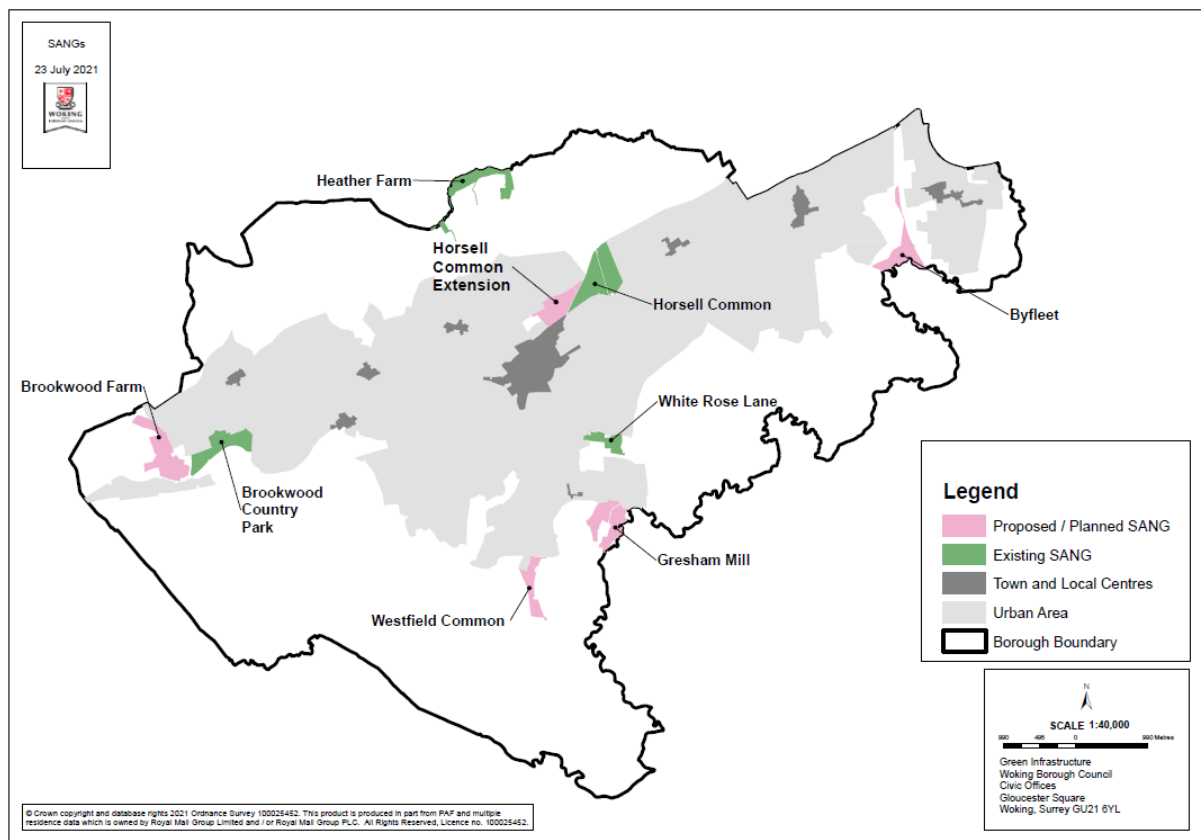 SANGs
23 July 2021
WOKING
BOROUGH COUNCIL
Heather Farm
Horsell
Common
Extension
Horsell Common
Byfleet
Brookwood Farm
White Rose Lane
Brookwood
Country
Park
Gresham Mill
Westfield Common
Legend
Proposed / Planned SANG
Existing SANG
Town and Local Centres
Urban Area
Borough Boundary
N
SCALE 1:40,000
990 495 0 990 Metres
Green Infrastructure
Woking Borough Council
Civic Offices
Gloucester Square
Woking, Surrey GU21 6YL
© Crown copyright and database rights 2021 Ordnance Survey 100025452. This product is produced in part from PAF and multiple
residence data which is owned by Royal Mail Group Limited and / or Royal Mail Group PLC. All Rights Reserved, Licence no. 100025452.